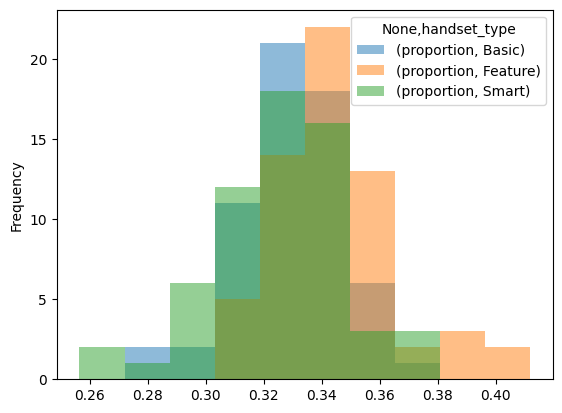 None,handset_type
(proportion, Basic)
(proportion, Feature)
(proportion, Smart)
Frequency
20
15
10
5
0
0.26 0.28 0.30 0.32 0.34 0.36 0.38 0.40